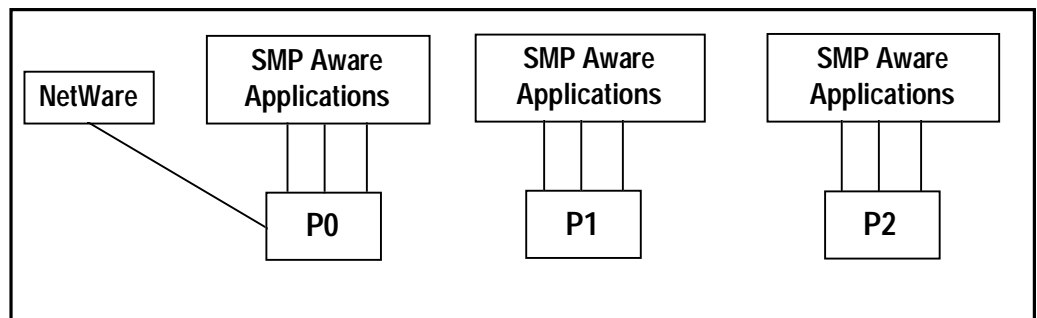 NetWare
SMP Aware
Applications
SMP Aware
Applications
SMP Aware
Applications
P0
P1
P2